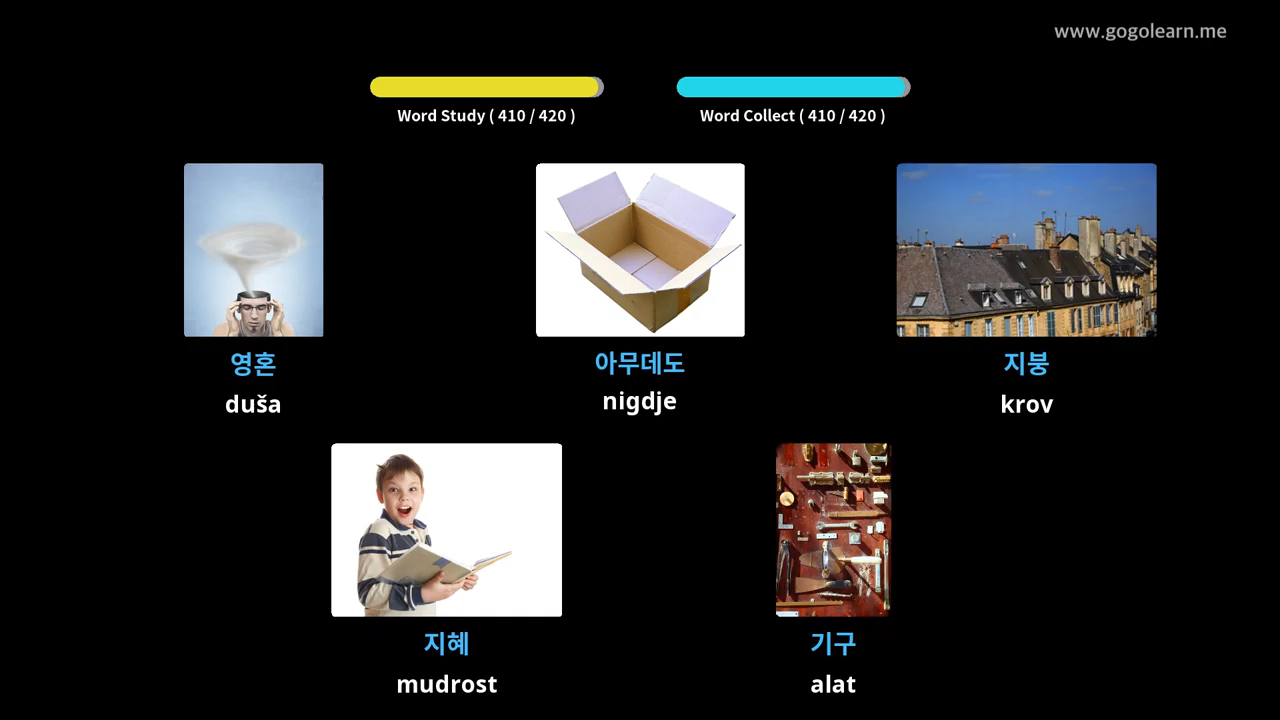 www.gogolearn.me
Word Study ( 410 / 420 )
Word Collect ( 410 / 420 )
영혼
duša
아무데도
nigdje
지붕
krov
지혜
mudrost
기구
alat